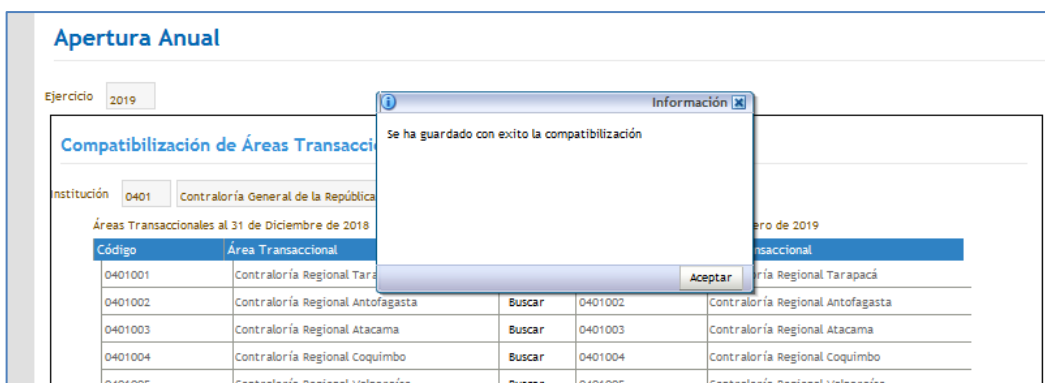 Apertura Anual
Ejercicio 2019
Información
Se ha guardado con exito la compatibilización
Aceptar
Compatibilización de Áreas Transacci
Institución 0401 Contraloría General de la República
Áreas Transaccionales al 31 de Diciembre de 2018 ero de 2019
Código Área Transaccional nsaccional
0401001 Contraloría Regional Tara ría Regional Tarapacá
0401002 Contraloría Regional Antofagasta Buscar 0401002 Contraloría Regional Antofagasta
0401003 Contraloría Regional Atacama Buscar 0401003 Contraloría Regional Atacama
0401004 Contraloría Regional Coquimbo Buscar 0401004 Contraloría Regional Coquimbo